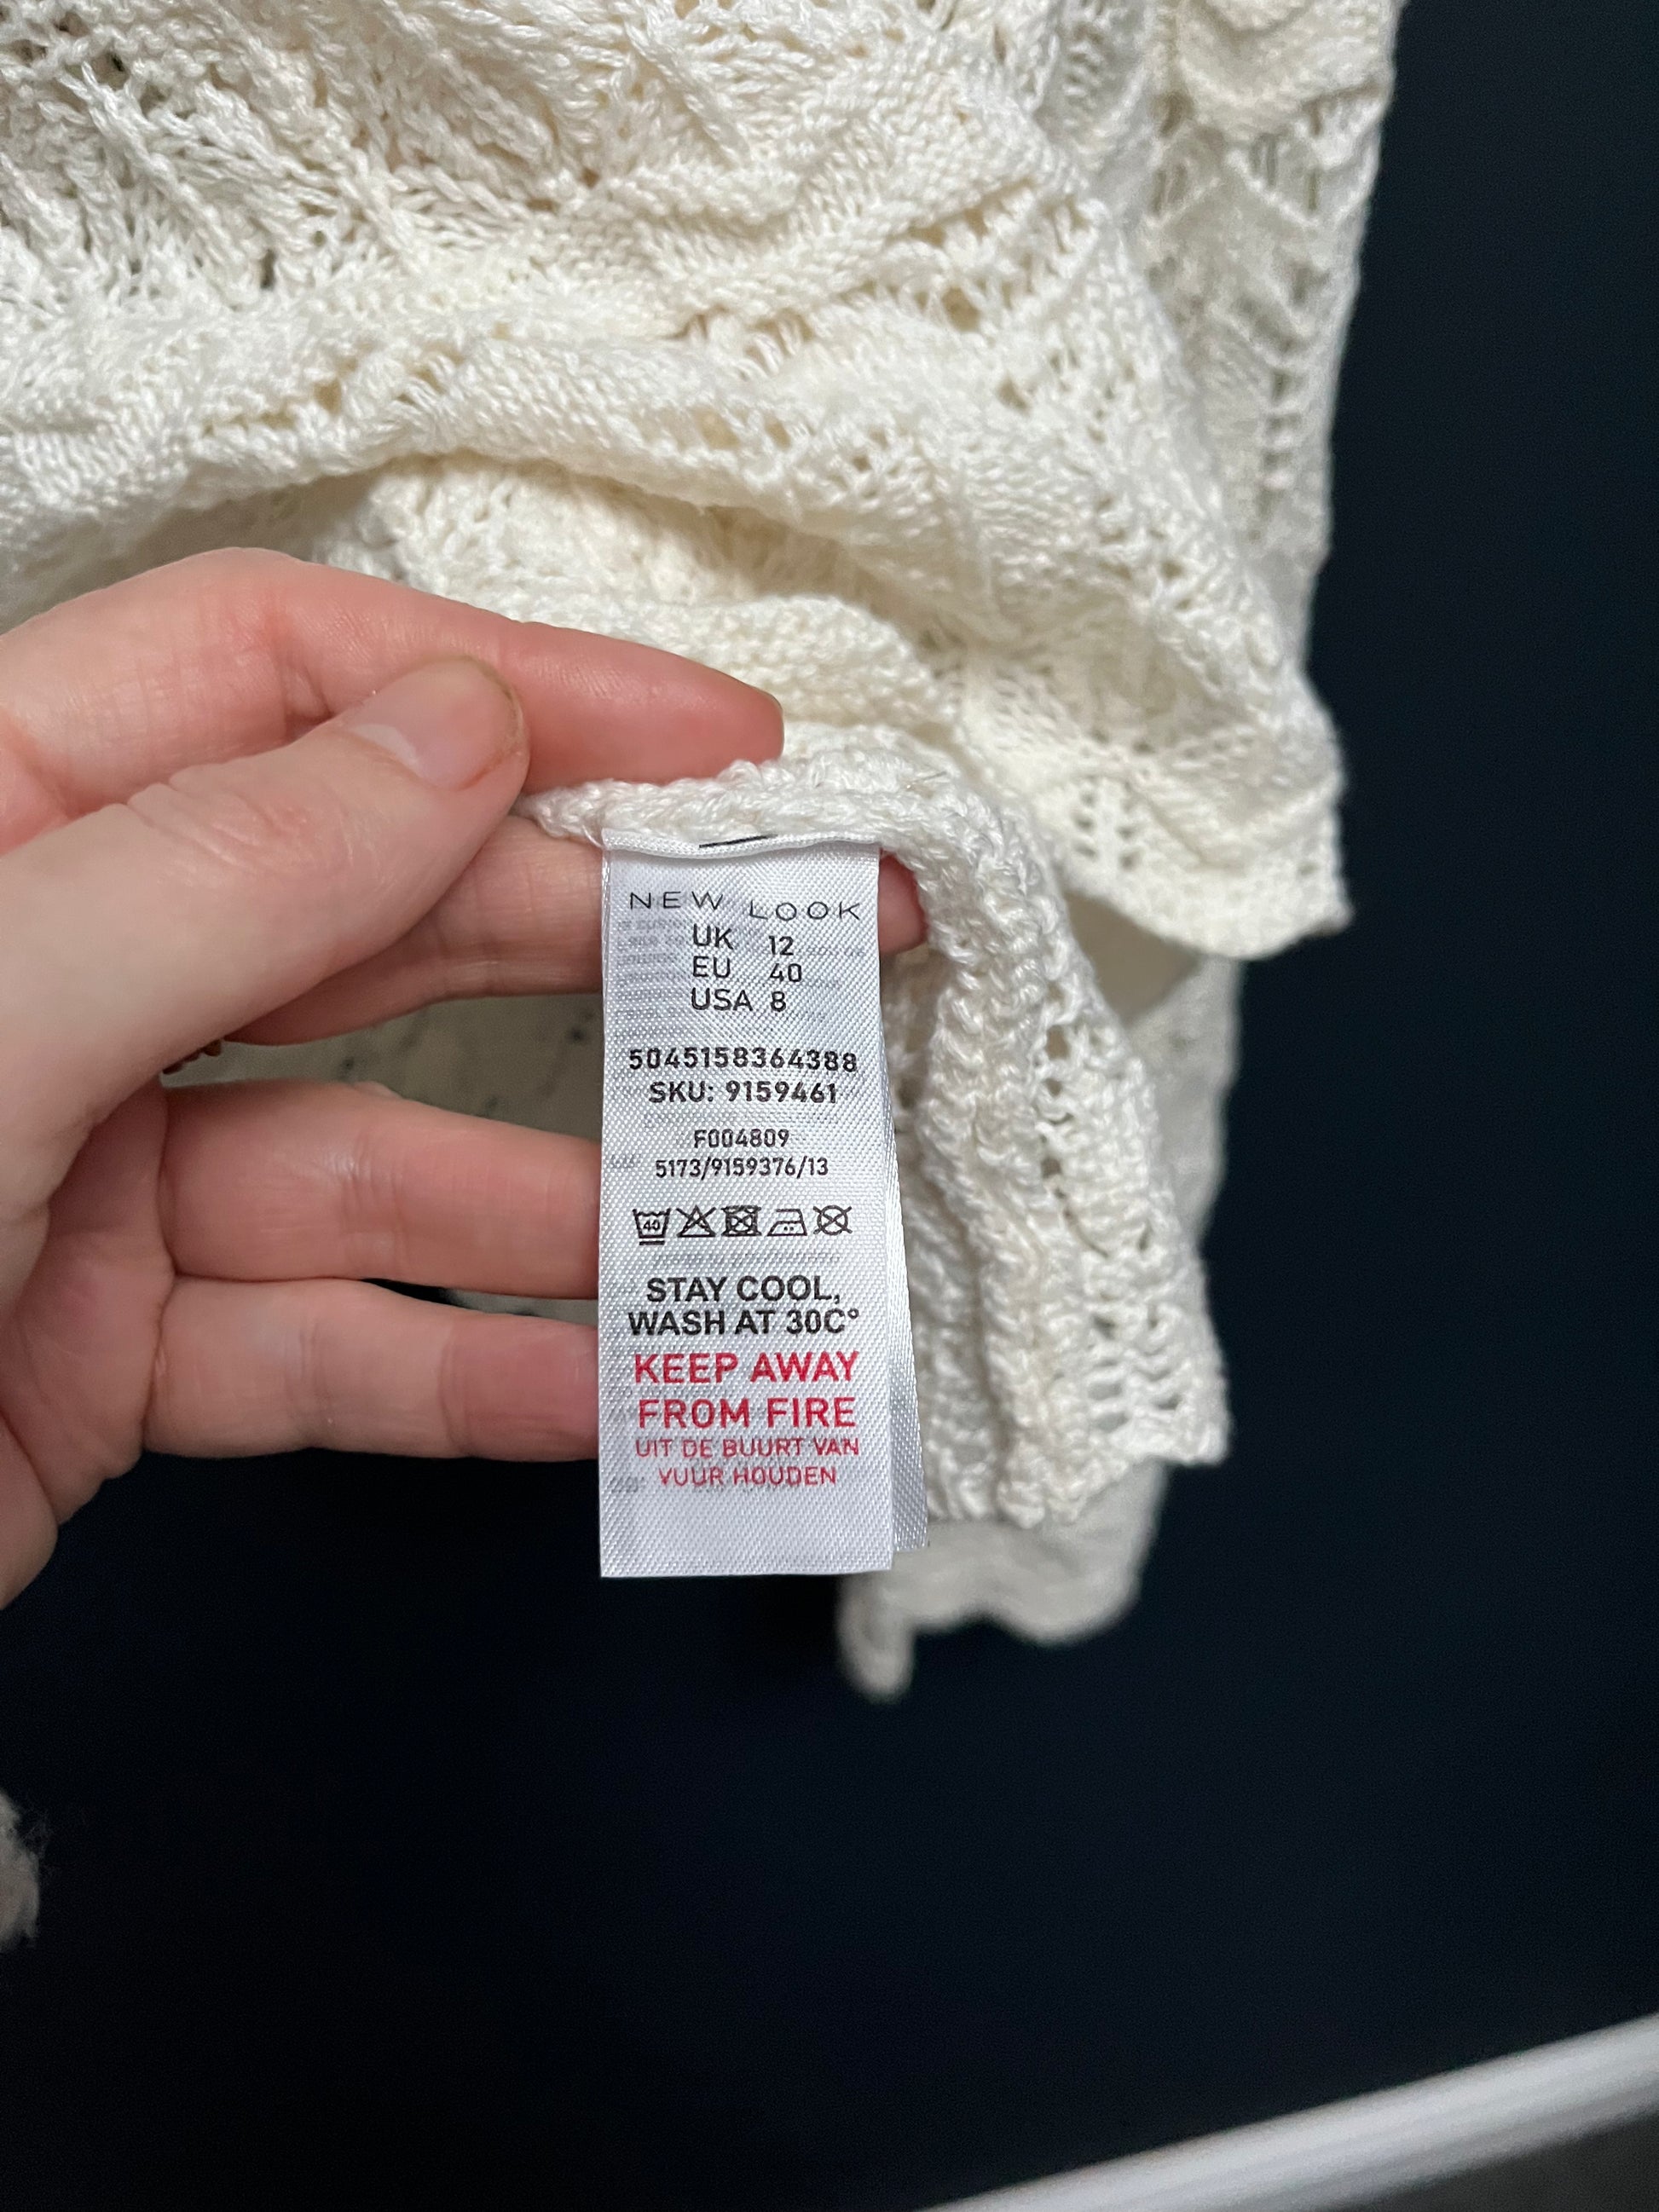 NEW LOOK
UK 12
EU 40
USA 8
5045158364388
SKU: 9159461
F004809
5173/9159376/13
40
STAY COOL,
WASH AT 30C°
KEEP AWAY
FROM FIRE
UIT DE BUURT VAN
VUUR HOUDEN